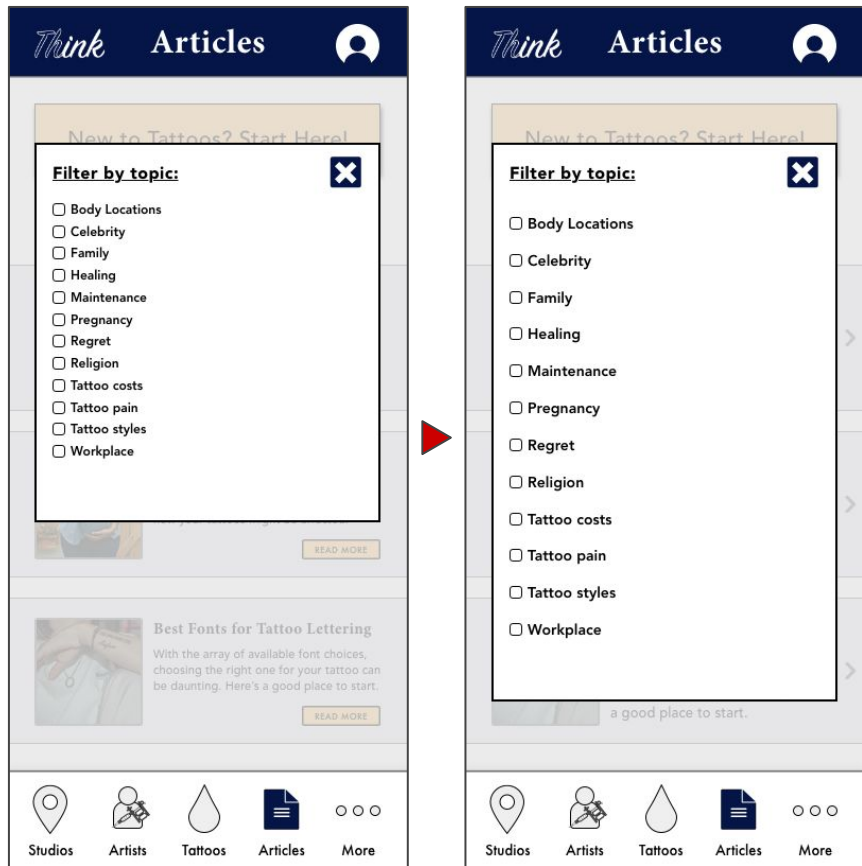 Think Articles
New to Tattoos? Start Here!
Filter by topic:
Body Locations
Celebrity
Family
Healing
Maintenance
Pregnancy
Regret
Religion
Tattoo costs
Tattoo pain
Tattoo styles
Workplace
READ MORE
Best Fonts for Tattoo Lettering
With the array of available font choices,
choosing the right one for your tattoo can
be daunting. Here's a good place to start.
READ MORE
Studios Artists Tattoos Articles More
Think Articles
New to Tattoos? Start Here!
Filter by topic:
Body Locations
Celebrity
Family
Healing
Maintenance
Pregnancy
Regret
Religion
Tattoo costs
Tattoo pain
Tattoo styles
Workplace
a good place to start.
Studios Artists Tattoos Articles More